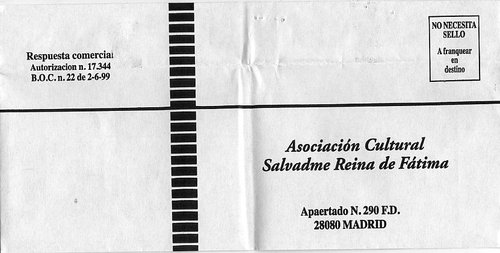 Respuesta comercial
Autorizacion n. 17.344
B.O.C. n. 22 de 2-6-99
NO NECESITA
SELLO
A franquear
en
destino
Asociación Cultural
Salvadme Reina de Fátima
Apaertado N. 290 F.D.
28080 MADRID